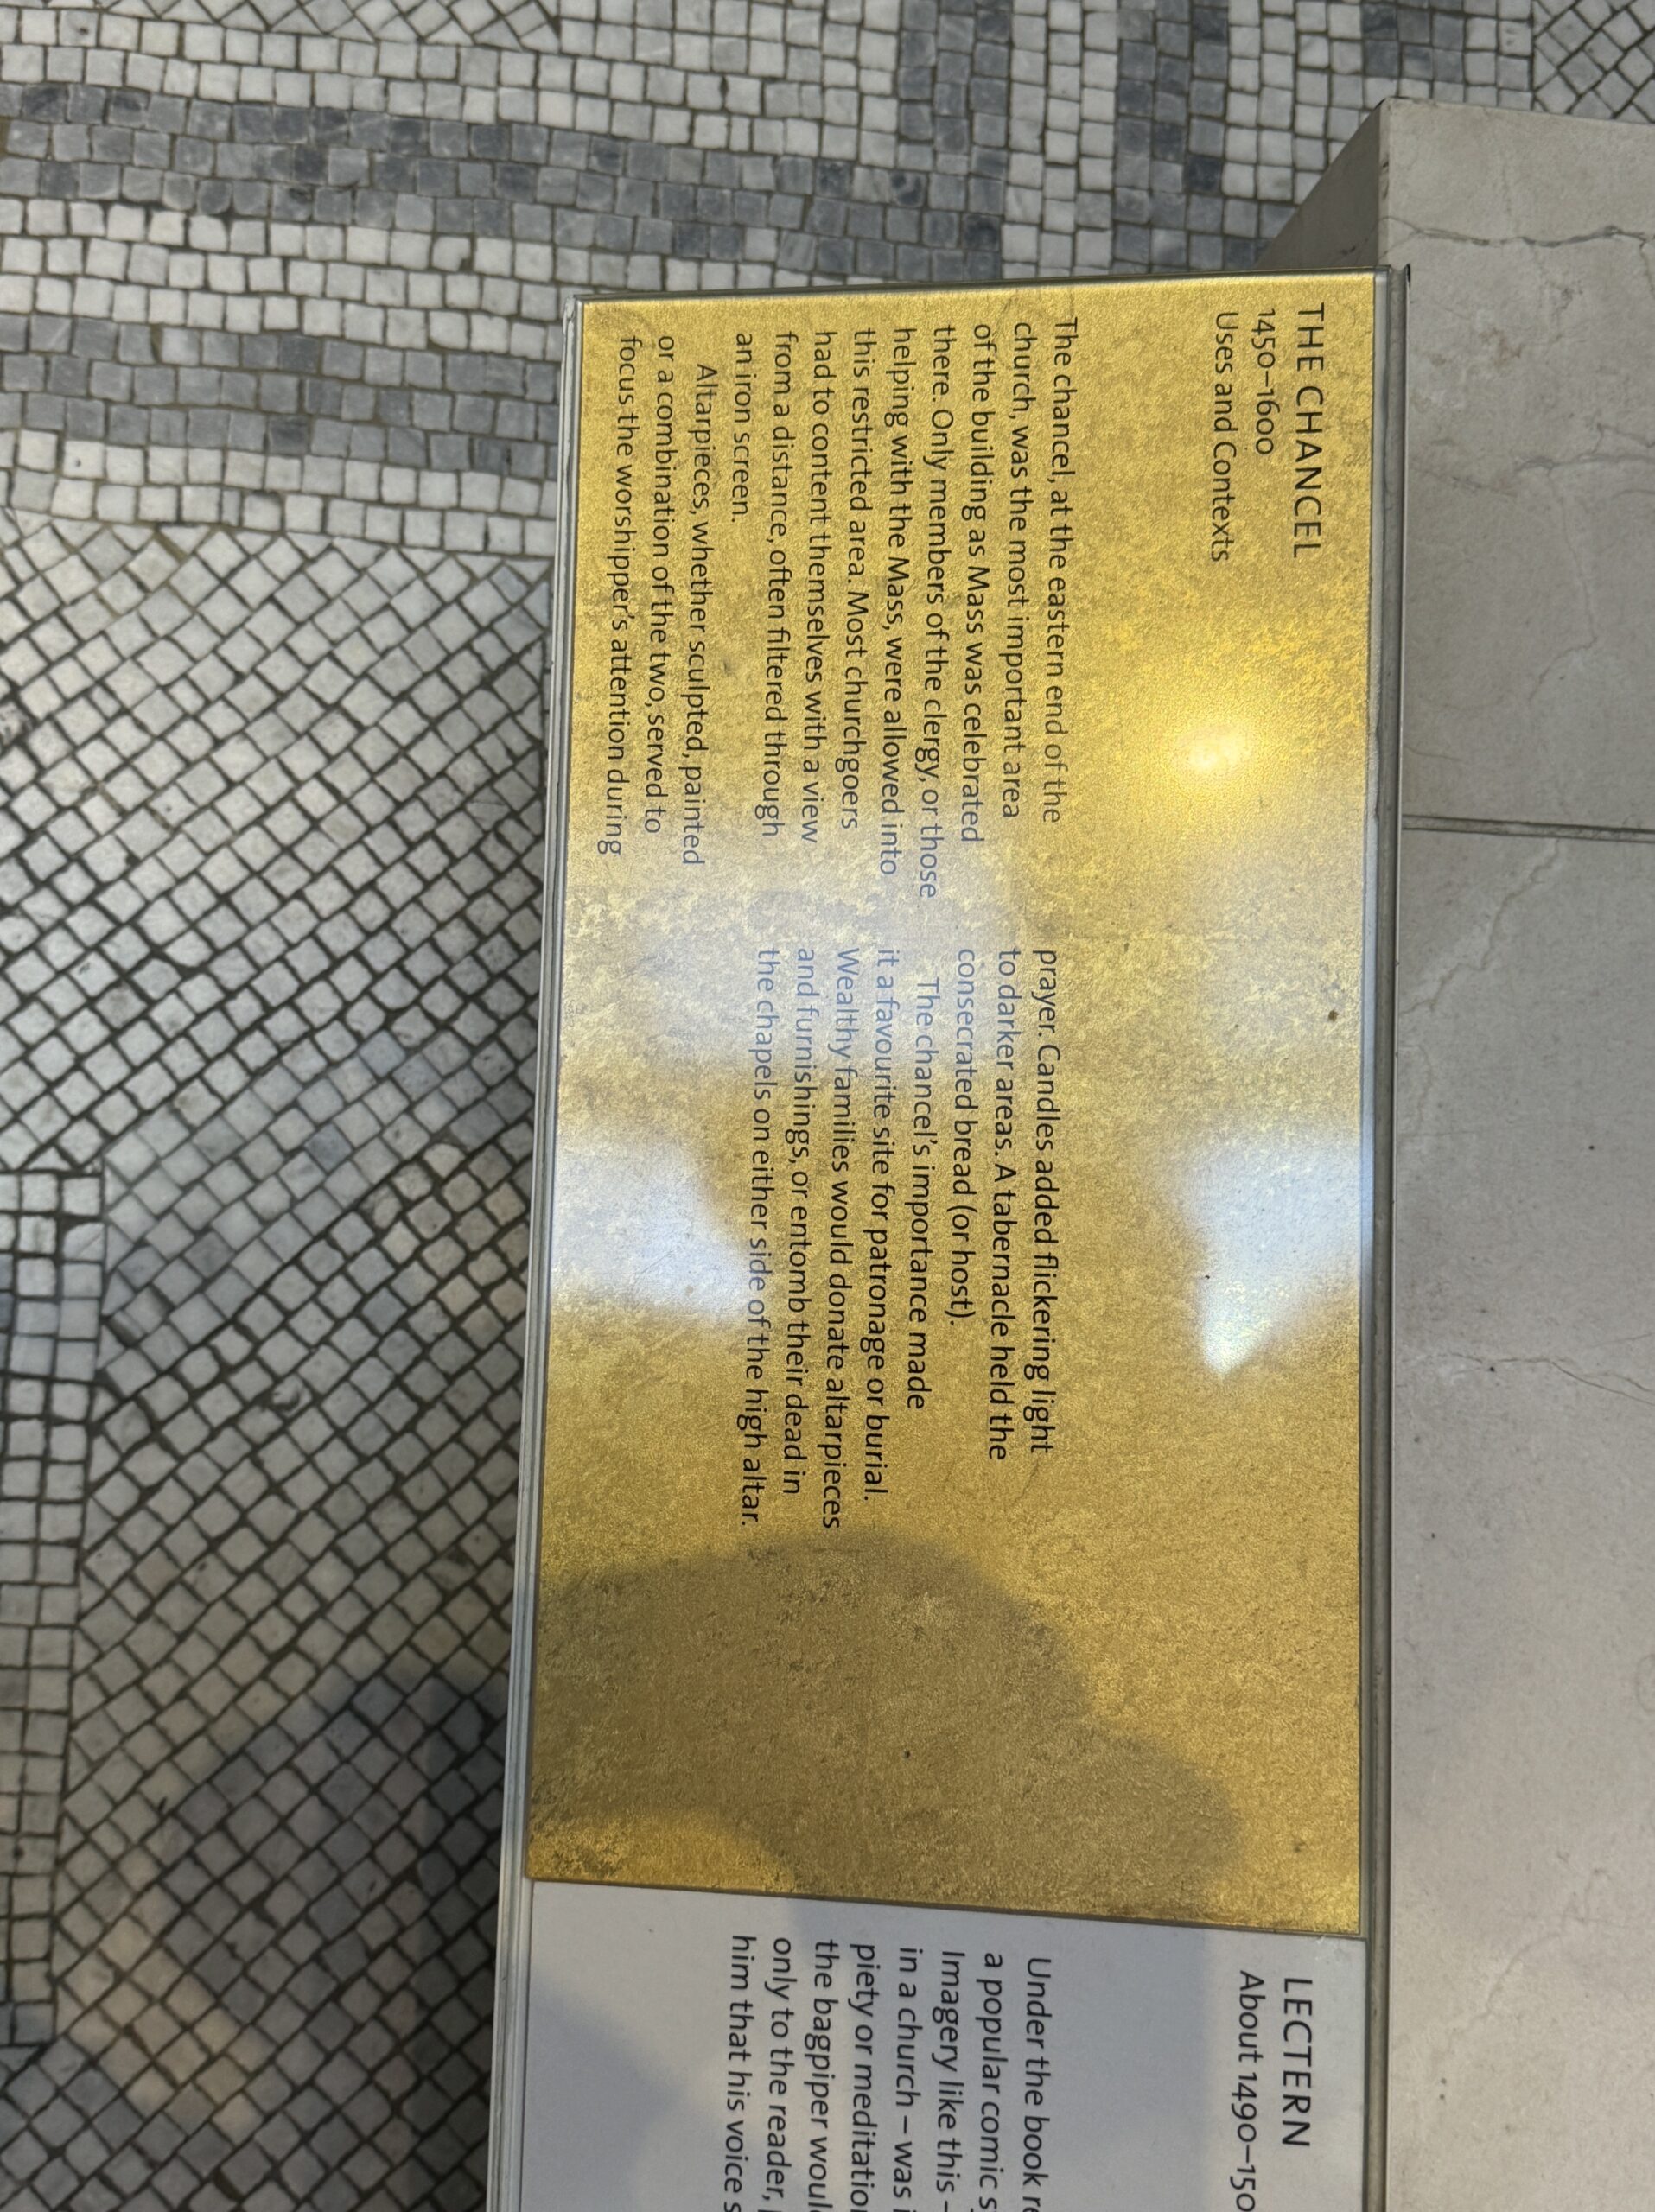 THE CHANCEL
1450–1600
Uses and Contexts
The chancel, at the eastern end of the
church, was the most important area
of the building as Mass was celebrated
there. Only members of the clergy, or those
helping with the Mass, were allowed into
this restricted area. Most churchgoers
had to content themselves with a view
from a distance, often filtered through
an iron screen.
Altarpieces, whether sculpted, painted
or a combination of the two, served to
focus the worshipper's attention during
prayer. Candles added flickering light
to darker areas. A tabernacle held the
consecrated bread (or host).
The chancel's importance made
it a favourite site for patronage or burial.
Wealthy families would donate altarpieces
and furnishings, or entomb their dead in
the chapels on either side of the high altar.
LECTERN
About 1490–150
Under the book
a popular comic
Imagery like this –
in a church – was
piety or
the bagpiper
only to the reader,
him that his voice